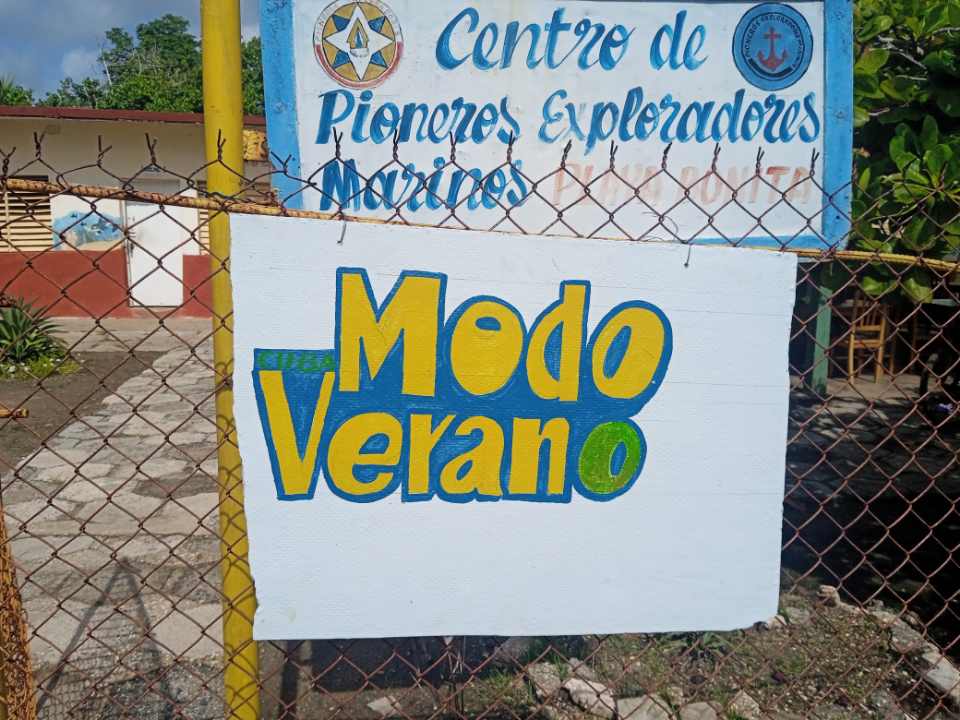 Centro de
Pioneros Exploradores
Marinos PLAYA BONITA
CUBA
Modo
Verano